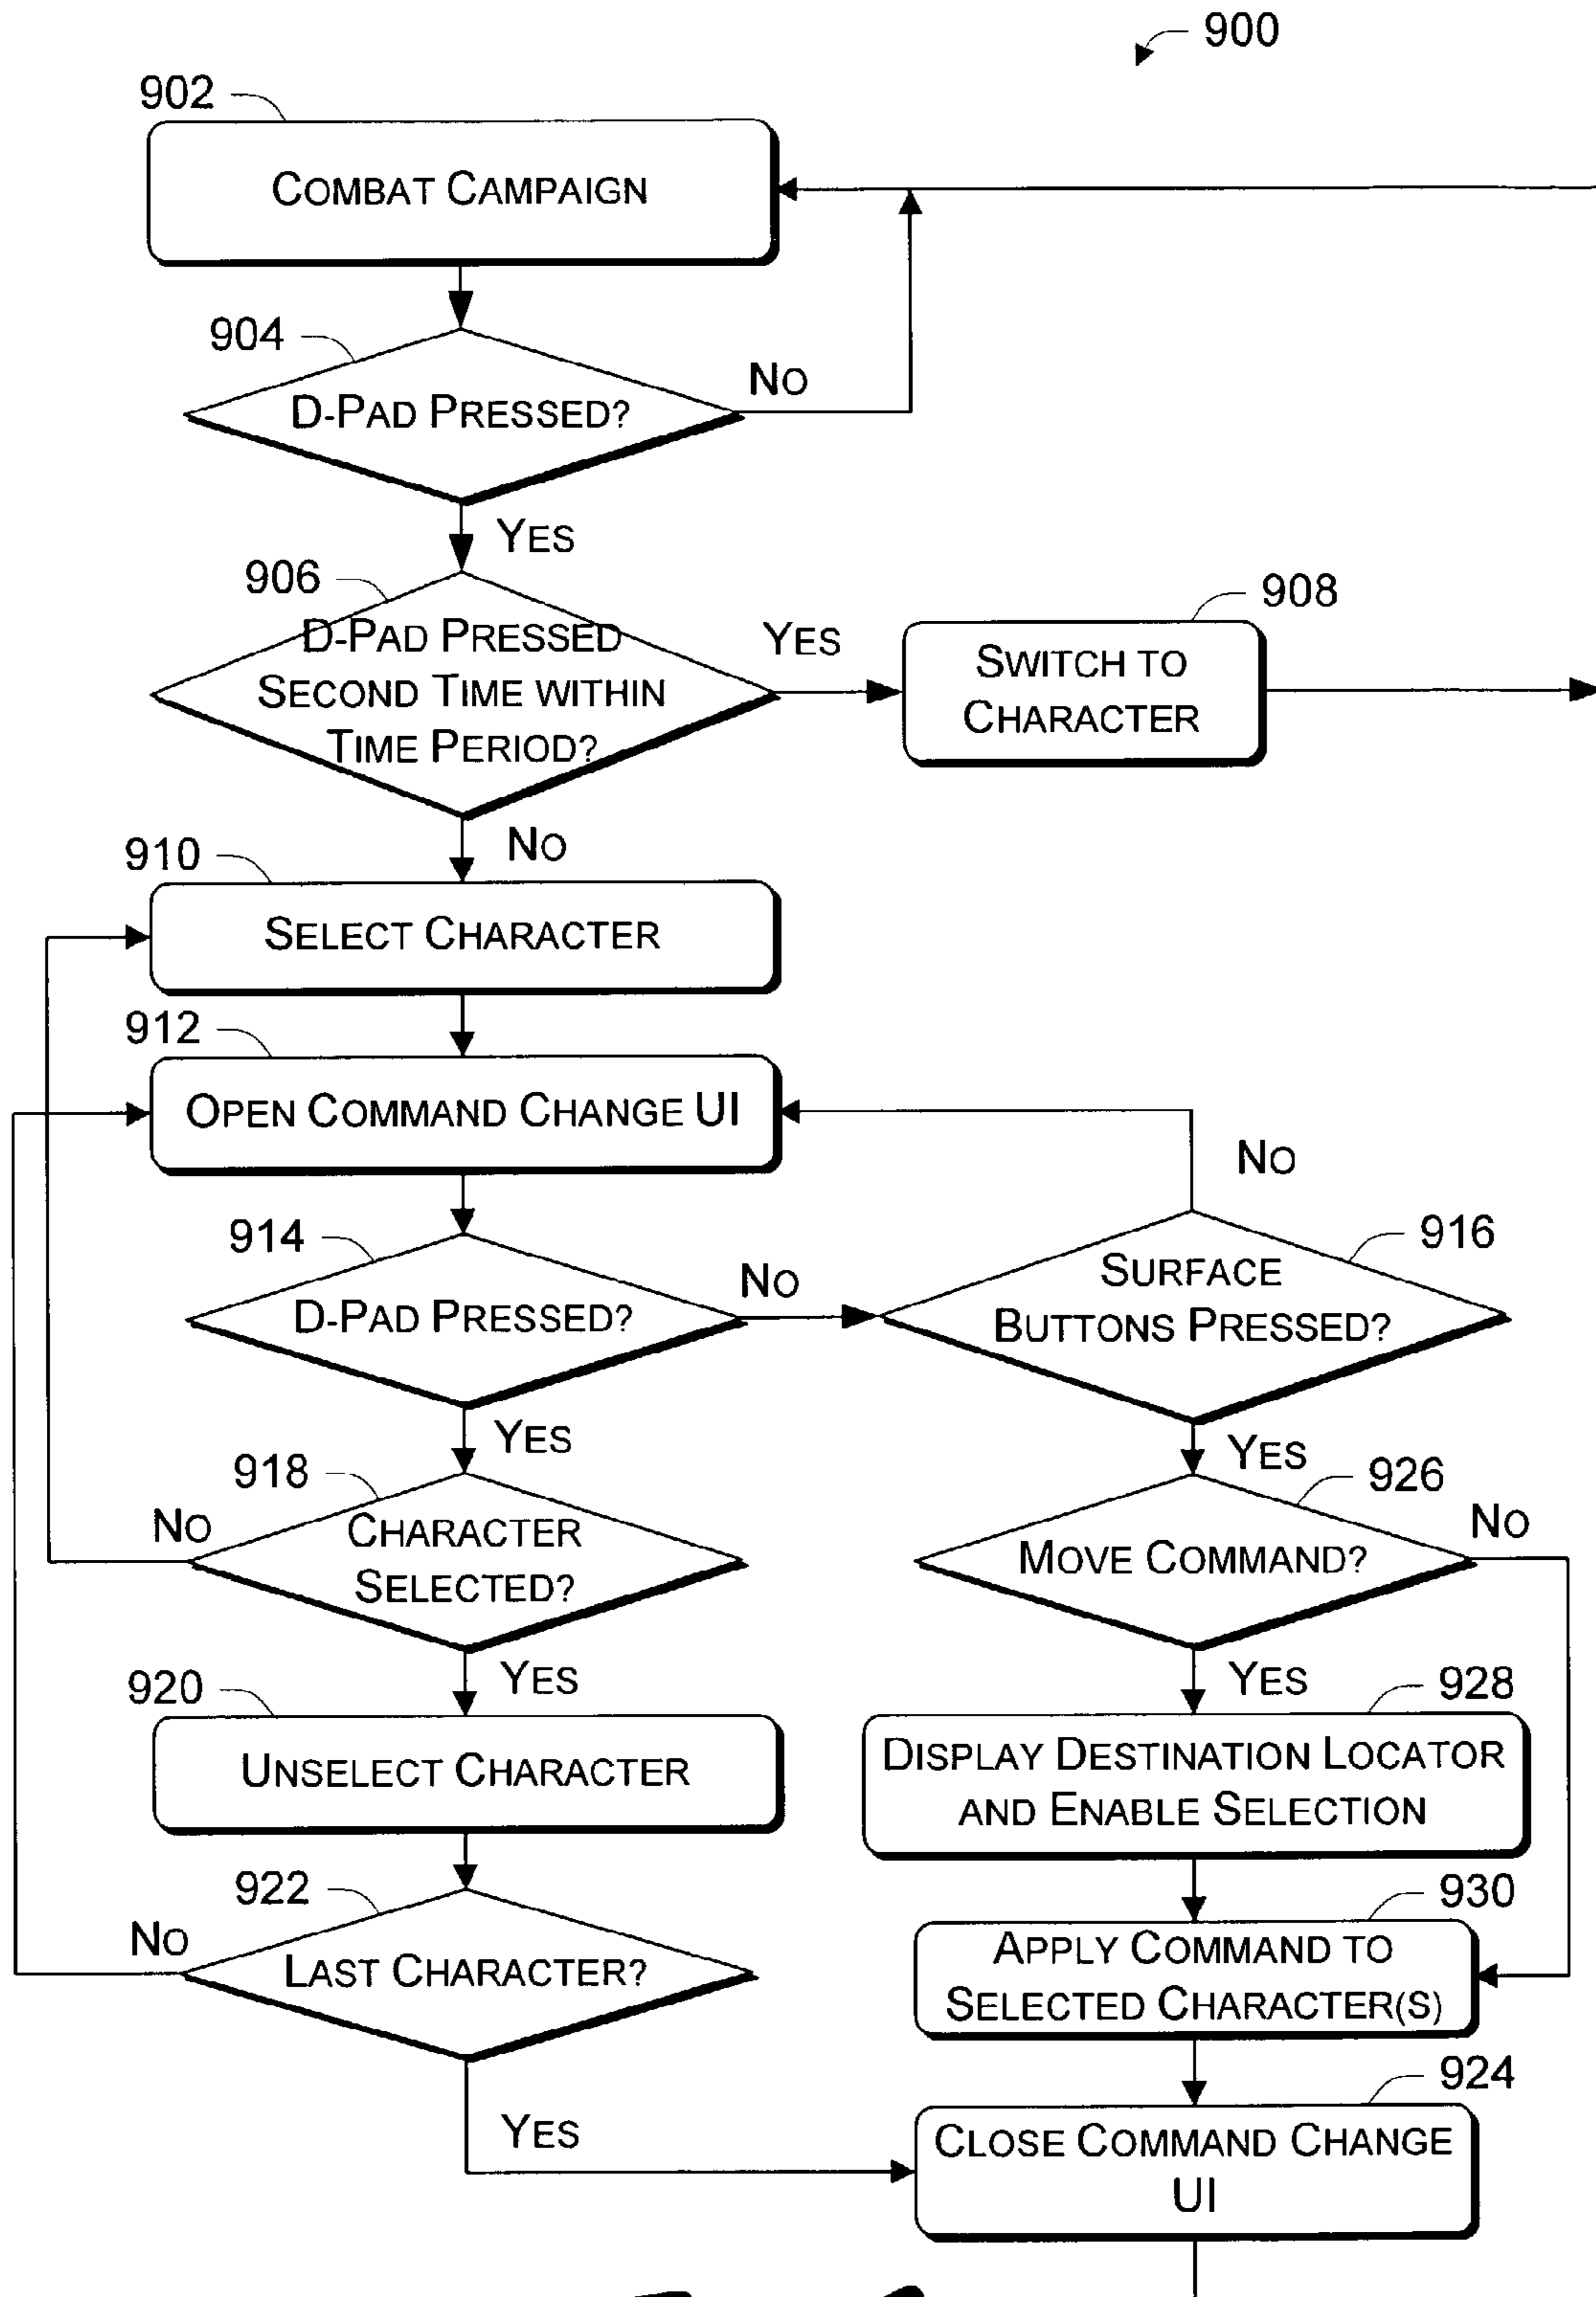 900
902
COMBAT CAMPAIGN
904
D-PAD PRESSED?
NO
YES
906
D-PAD PRESSED
SECOND TIME WITHIN
TIME PERIOD?
YES
908
SWITCH TO
CHARACTER
NO
910
SELECT CHARACTER
912
OPEN COMMAND CHANGE UI
NO
914
D-PAD PRESSED?
NO
916
SURFACE
BUTTONS PRESSED?
YES
YES
918
CHARACTER
SELECTED?
NO
926
MOVE COMMAND?
NO
YES
YES
920
UNSELECT CHARACTER
928
DISPLAY DESTINATION LOCATOR
AND ENABLE SELECTION
922
LAST CHARACTER?
NO
930
APPLY COMMAND TO
SELECTED CHARACTER(S)
YES
924
CLOSE COMMAND CHANGE
UI